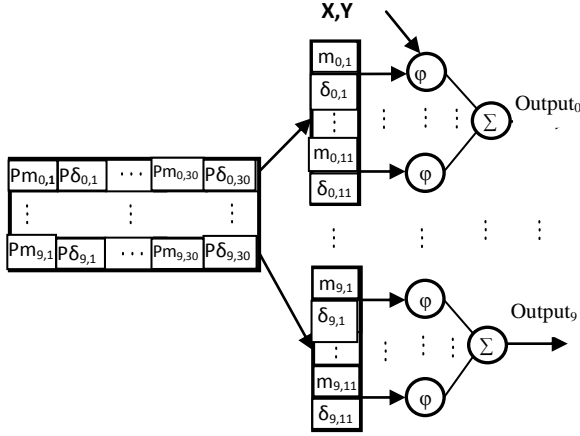 X,Y
m0,1
δ0,1
⋮
m0,11
δ0,11
φ
⋮ ⋮ ⋮
φ
Σ
Output0
Pm0,1 Pδ0,1 ⋯ Pm0,30 Pδ0,30
⋮ ⋮ ⋮
Pm9,1 Pδ9,1 ⋯ Pm9,30 Pδ9,30
⋮ ⋮ ⋮ ⋮
m9,1
δ9,1
⋮
m9,11
δ9,11
φ
⋮ ⋮ ⋮
φ
Σ
Output9